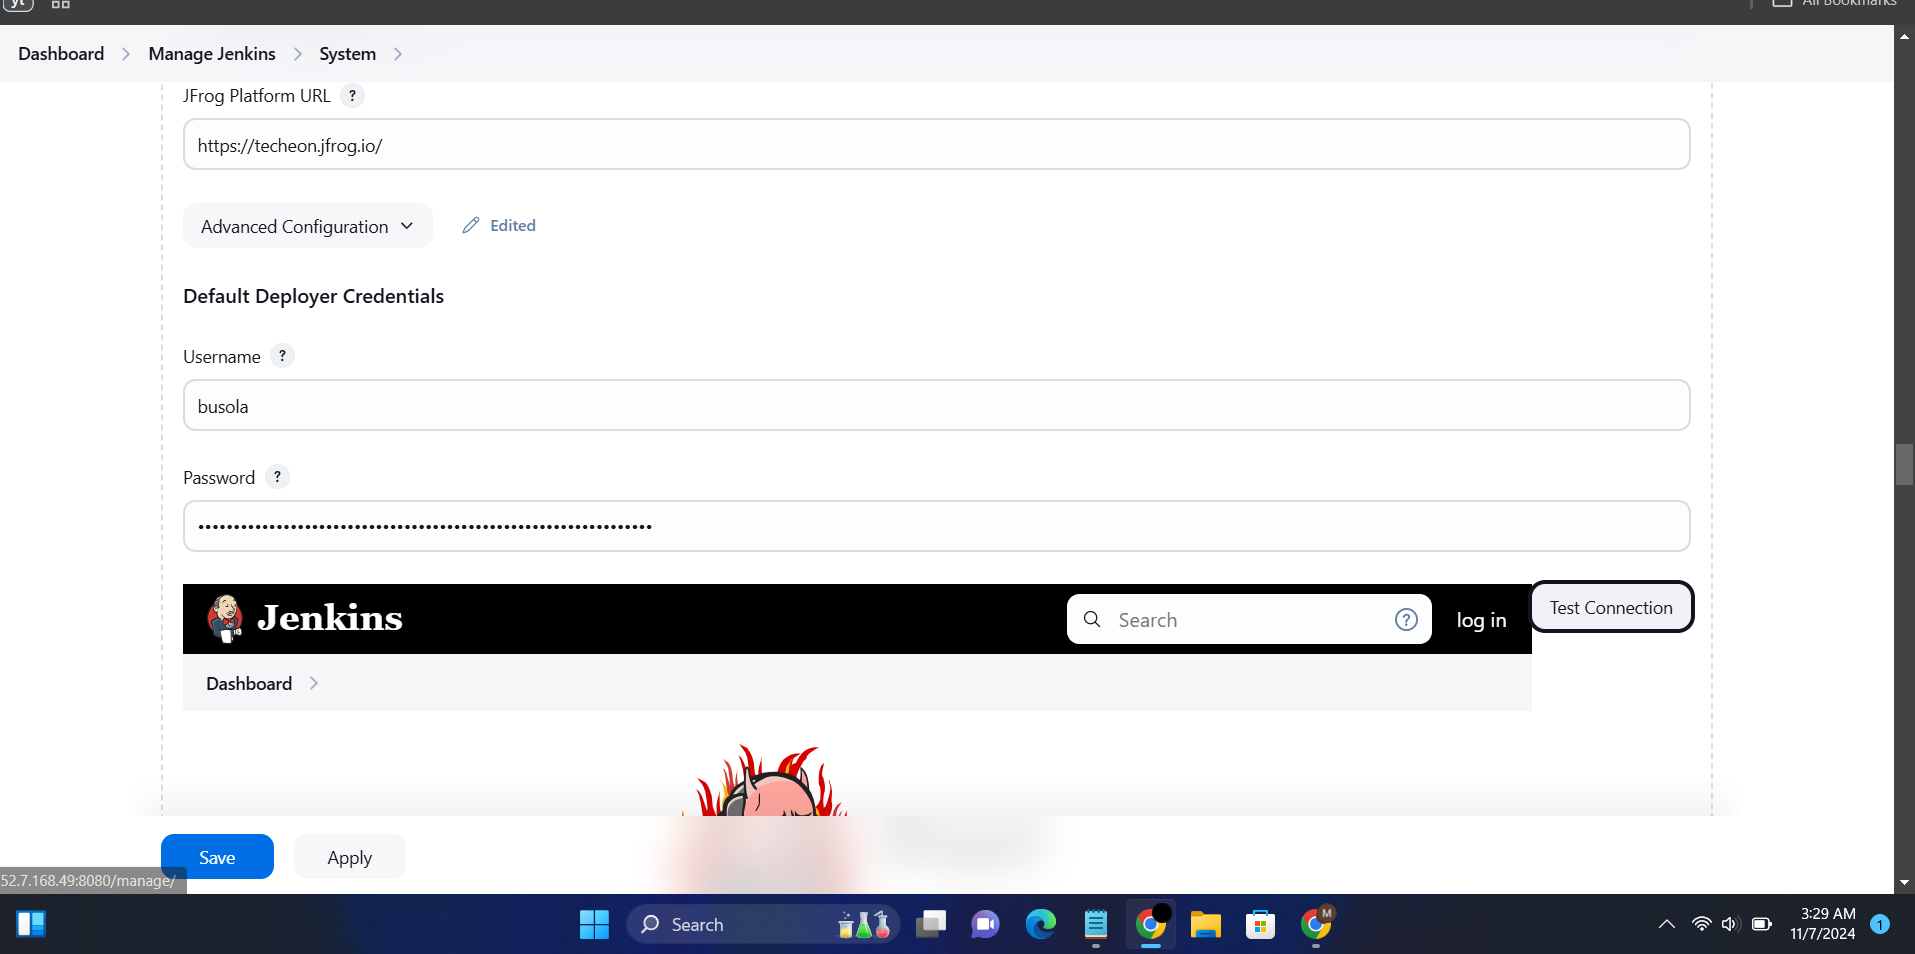 yt
All Bookmarks
Dashboard > Manage Jenkins > System >
JFrog Platform URL ?
https://techeon.jfrog.io/
Advanced Configuration Edited
Default Deployer Credentials
Username ?
busola
Password ?
••••••••••••••••••••••••••••••••••••••••••••••••••••••••••••••••
Jenkins Search ? log in Test Connection
Dashboard >
Save Apply
52.7.168.49:8080/manage/
Search
M
3:29 AM
11/7/2024
1